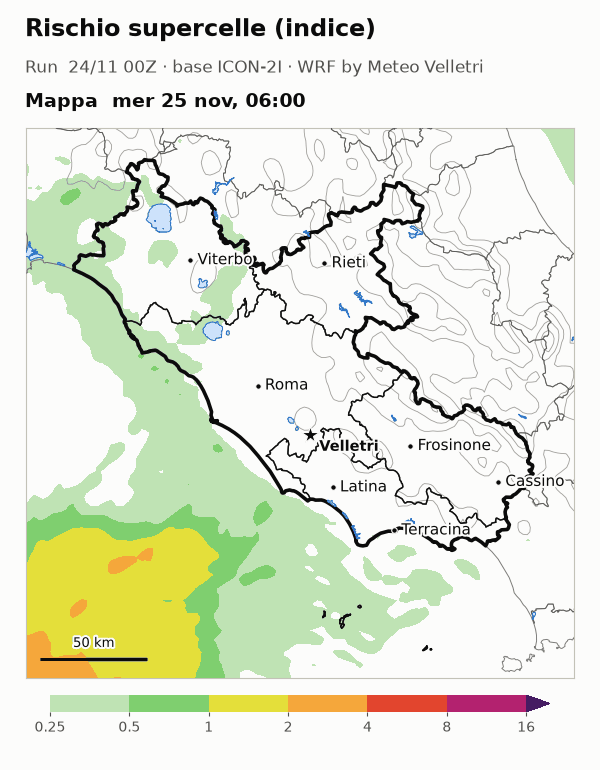 Rischio supercelle (indice)
Run  24/11 00Z · base ICON-2I · WRF by Meteo Velletri
Mappa  mer 25 nov, 06:00
Viterbo
Rieti
Roma
Velletri
Frosinone
Latina
Cassino
Terracina
50 km
0.25 0.5 1 2 4 8 16